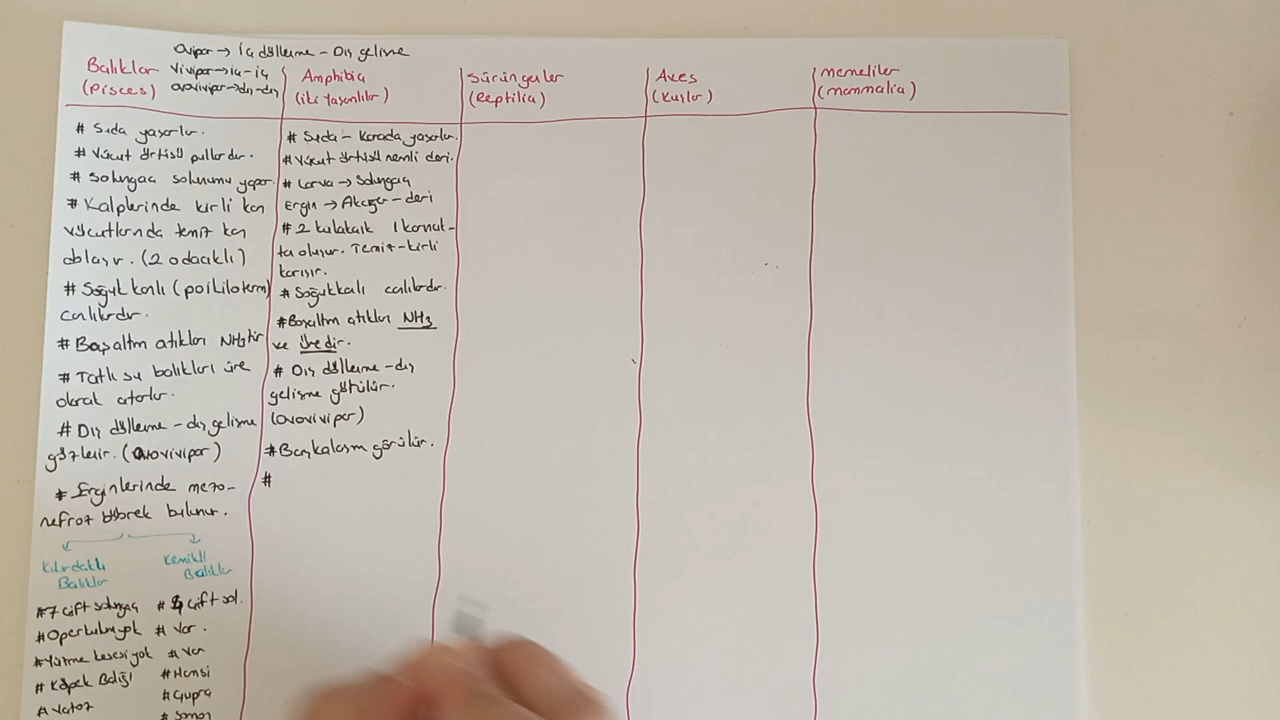 ovipar → iç döllenme - Dış gelişme
vivipar → iç - iç
ovovivipar → dış - dış
Balıklar
(Pisces)
# Suda yaşarlar.
# Vücut örtüsü pullardır.
# Solungaç solunumu yapar.
# Kalplerinde kirli kan
vücutlarında temiz kan
dolaşır. (2 odacıklı)
# Soğuk kanlı (poikiloterm)
canlılardır.
# Boşaltım atıkları NH3tür
# Tatlı su balıkları üre
olarak atarlar.
# Dış döllenme - dış gelişme
gözlenir. (ovovivipar)
# Erginlerinde mezo-
nefroz böbrek bulunur.
Kıkırdaklı
Balıklar
# 7 çift solungaç
# Operkulum yok
# Yüzme kesesi yok
# Köpek Balığı
# Vatoz
Kemikli
Balıklar
# 4 çift sol.
# Var.
# Var
# Hamsi
# Çupra
# Somon
Amphibia
(iki Yaşamlılar)
# Suda - Karada yaşarlar.
# Vücut örtüsü nemli deri.
# Larva → Solungaç
Ergin → Akciğer - deri
# 2 kulakçık 1 karıncık-
ta oluşur. Temiz - kirli
karışır.
# Soğukkanlı canlılardır.
# Boşaltım atıkları NH3
ve üredir.
# Dış döllenme - dış
gelişme görülür.
(ovovivipar)
# Başkalaşım görülür.
#
Sürüngenler
(Reptilia)
Aves
(Kuşlar)
memeliler
(mammalia)